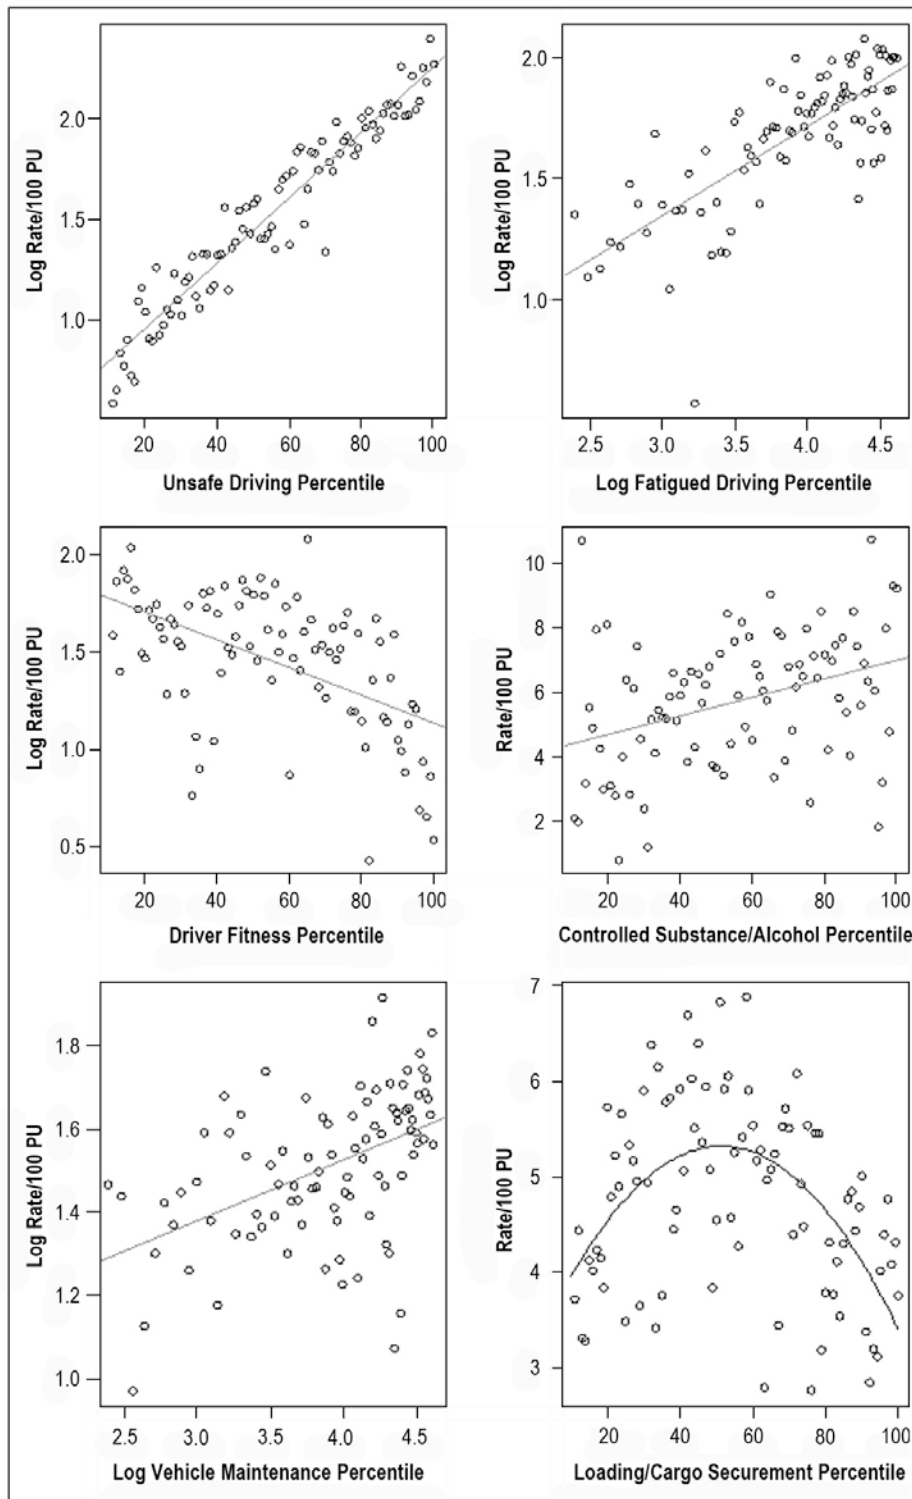 Log Rate/100 PU
2.0
1.5
1.0
20 40 60 80 100
Unsafe Driving Percentile
Log Rate/100 PU
2.0
1.5
1.0
2.5 3.0 3.5 4.0 4.5
Log Fatigued Driving Percentile
Log Rate/100 PU
2.0
1.5
1.0
0.5
20 40 60 80 100
Driver Fitness Percentile
Rate/100 PU
10
8
6
4
2
20 40 60 80 100
Controlled Substance/Alcohol Percentile
Log Rate/100 PU
1.8
1.6
1.4
1.2
1.0
2.5 3.0 3.5 4.0 4.5
Log Vehicle Maintenance Percentile
Rate/100 PU
7
6
5
4
3
20 40 60 80 100
Loading/Cargo Securement Percentile